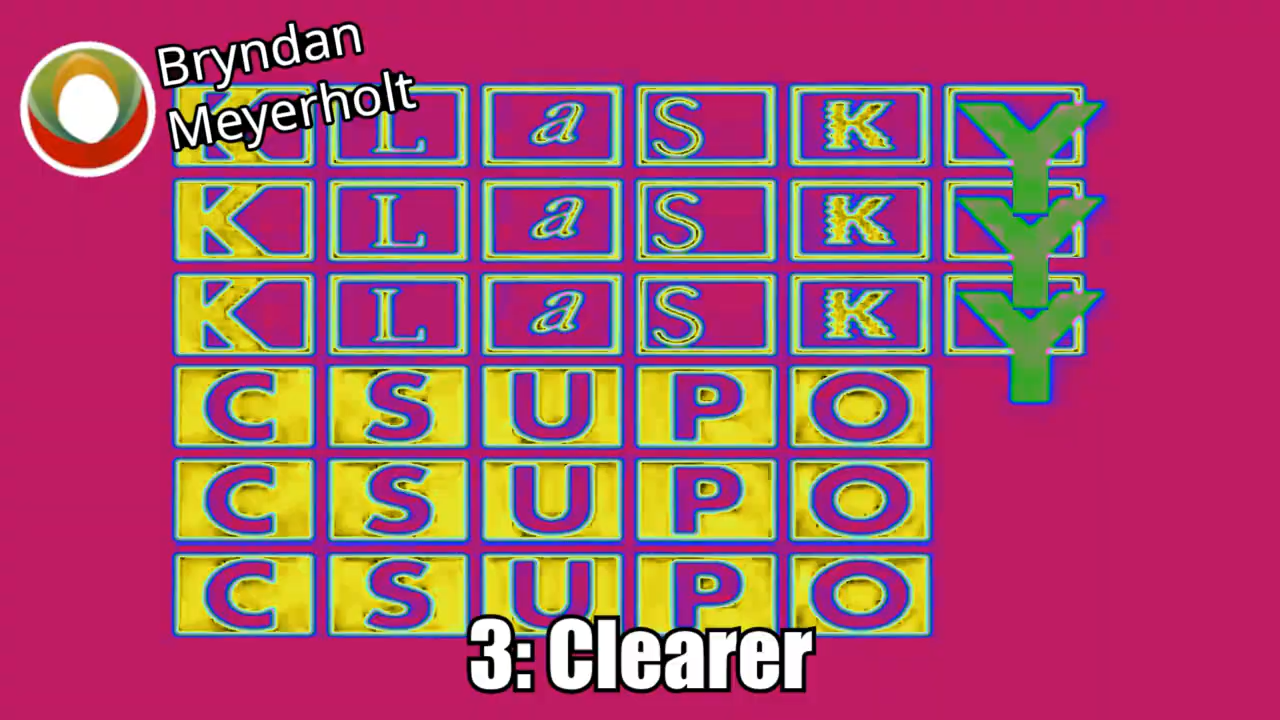 Bryndan
Meyerholt
K L a S K Y
K L a S K Y
K L a S K Y
C S U P O
C S U P O
C S U P O
3: Clearer